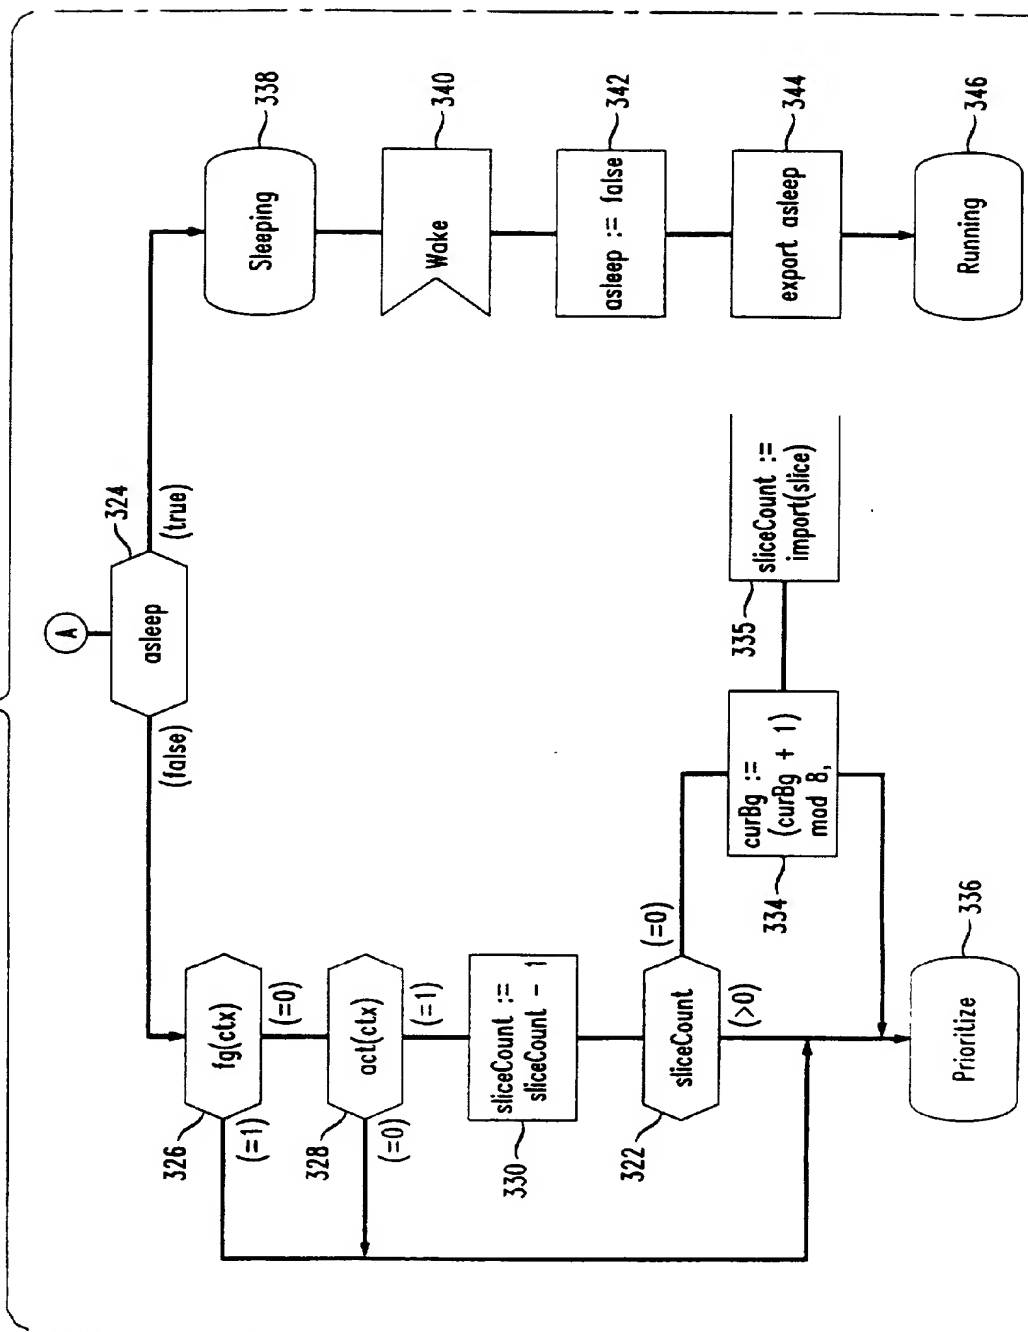 A
324
asleep
(false)
(true)
326
fg(ctx)
(=1)
(=0)
328
act(ctx)
(=0)
(=1)
330
sliceCount :=
sliceCount - 1
322
sliceCount
(=0)
(>0)
334
curBg :=
(curBg + 1)
mod 8,
335
sliceCount :=
import(slice)
336
Prioritize
338
Sleeping
340
Wake
342
asleep := false
344
export asleep
346
Running